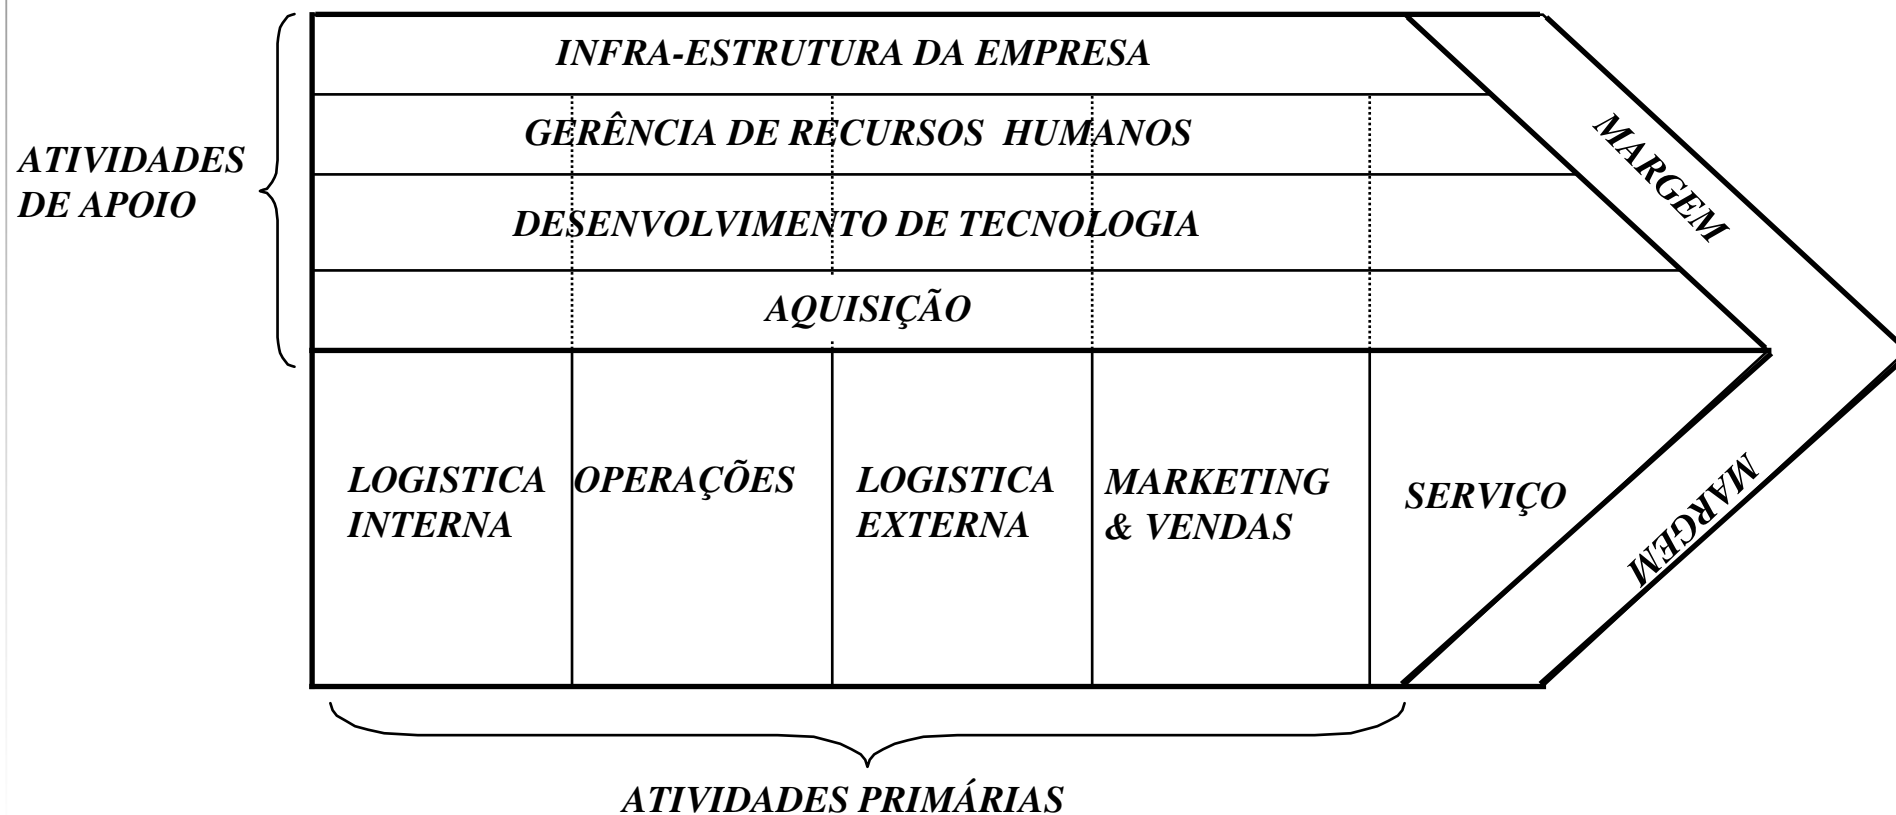 INFRA-ESTRUTURA DA EMPRESA
GERÊNCIA DE RECURSOS HUMANOS
ATIVIDADES
DE APOIO
DESENVOLVIMENTO DE TECNOLOGIA
AQUISIÇÃO
MARGEM
LOGISTICA
INTERNA
OPERAÇÕES
LOGISTICA
EXTERNA
MARKETING
& VENDAS
SERVIÇO
MARGEM
ATIVIDADES PRIMÁRIAS